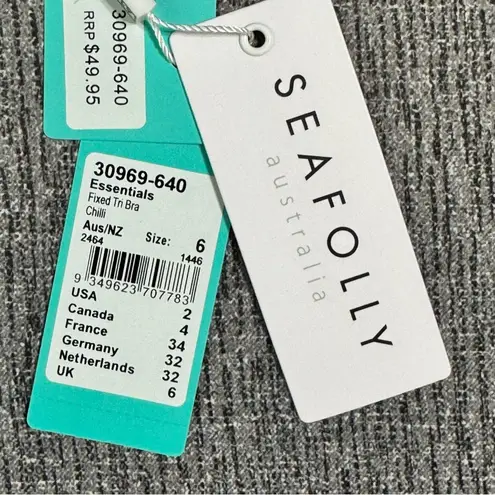 30969-640
RRP $49.95
SEAFOLLY
australia
30969-640
Essentials
Fixed Tri Bra
Chilli
Aus/NZ Size: 6
2464 1446
9 349623 707783
USA 2
Canada 4
France 34
Germany 32
Netherlands 32
UK 6